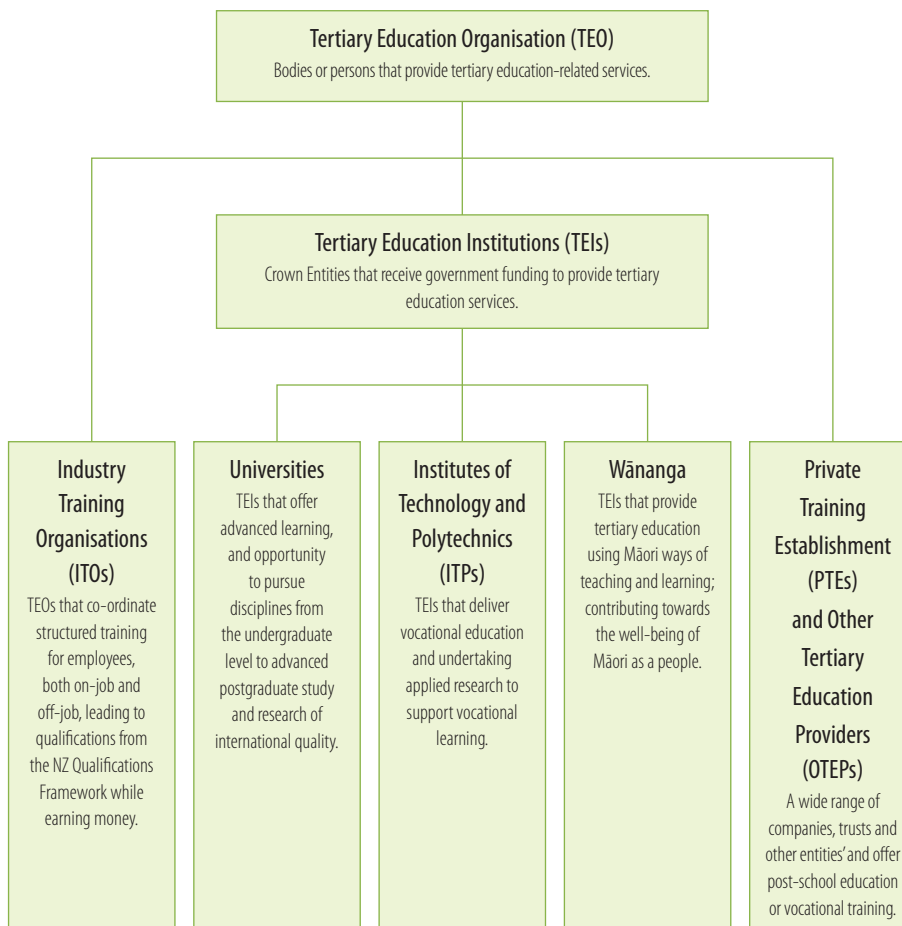 Tertiary Education Organisation (TEO)
Bodies or persons that provide tertiary education-related services.
Tertiary Education Institutions (TEIs)
Crown Entities that receive government funding to provide tertiary
education services.
Industry
Training
Organisations
(ITOs)
TEOs that co-ordinate
structured training
for employees,
both on-job and
off-job, leading to
qualifications from
the NZ Qualifications
Framework while
earning money.
Universities
TEIs that offer
advanced learning,
and opportunity
to pursue
disciplines from
the undergraduate
level to advanced
postgraduate study
and research of
international quality.
Institutes of
Technology and
Polytechnics
(ITPs)
TEIs that deliver
vocational education
and undertaking
applied research to
support vocational
learning.
Wānanga
TEIs that provide
tertiary education
using Māori ways of
teaching and learning;
contributing towards
the well-being of
Māori as a people.
Private
Training
Establishment
(PTEs)
and Other
Tertiary
Education
Providers
(OTEPs)
A wide range of
companies, trusts and
other entities’ and offer
post-school education
or vocational training.